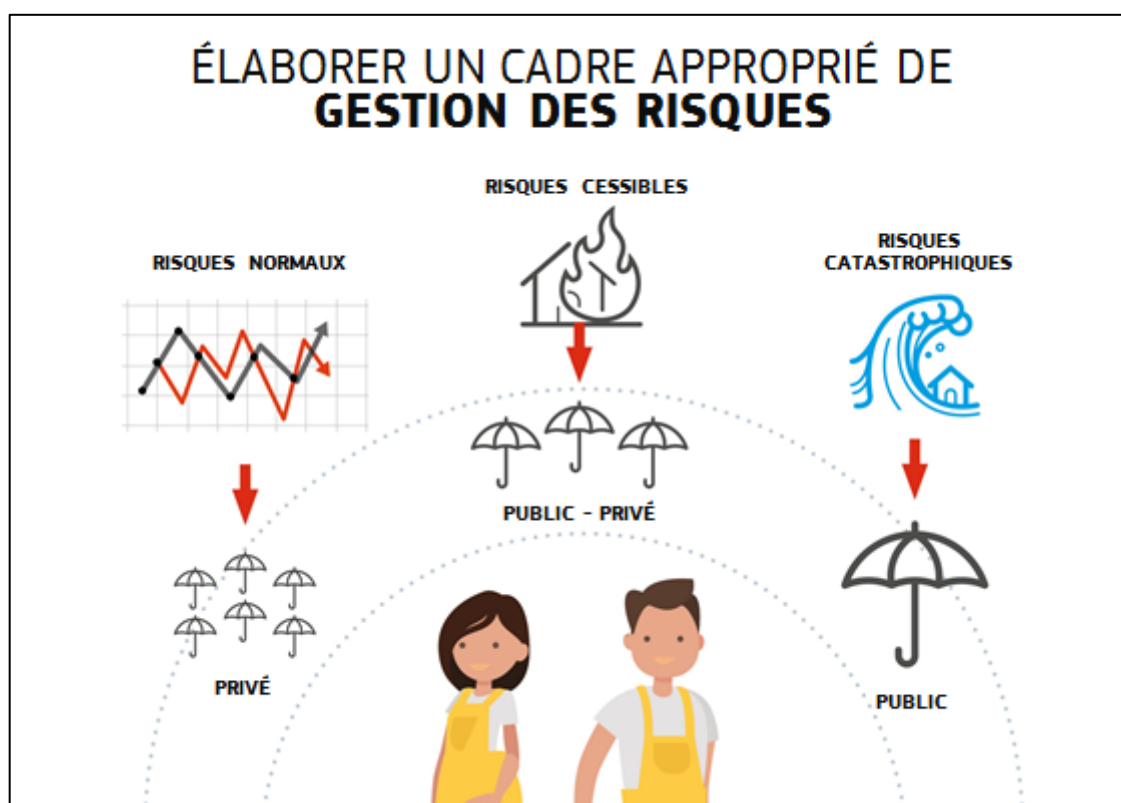 ÉLABORER UN CADRE APPROPRIÉ DE
GESTION DES RISQUES
RISQUES CESSIBLES
RISQUES NORMAUX
RISQUES
CATASTROPHIQUES
PUBLIC - PRIVÉ
PRIVÉ
PUBLIC